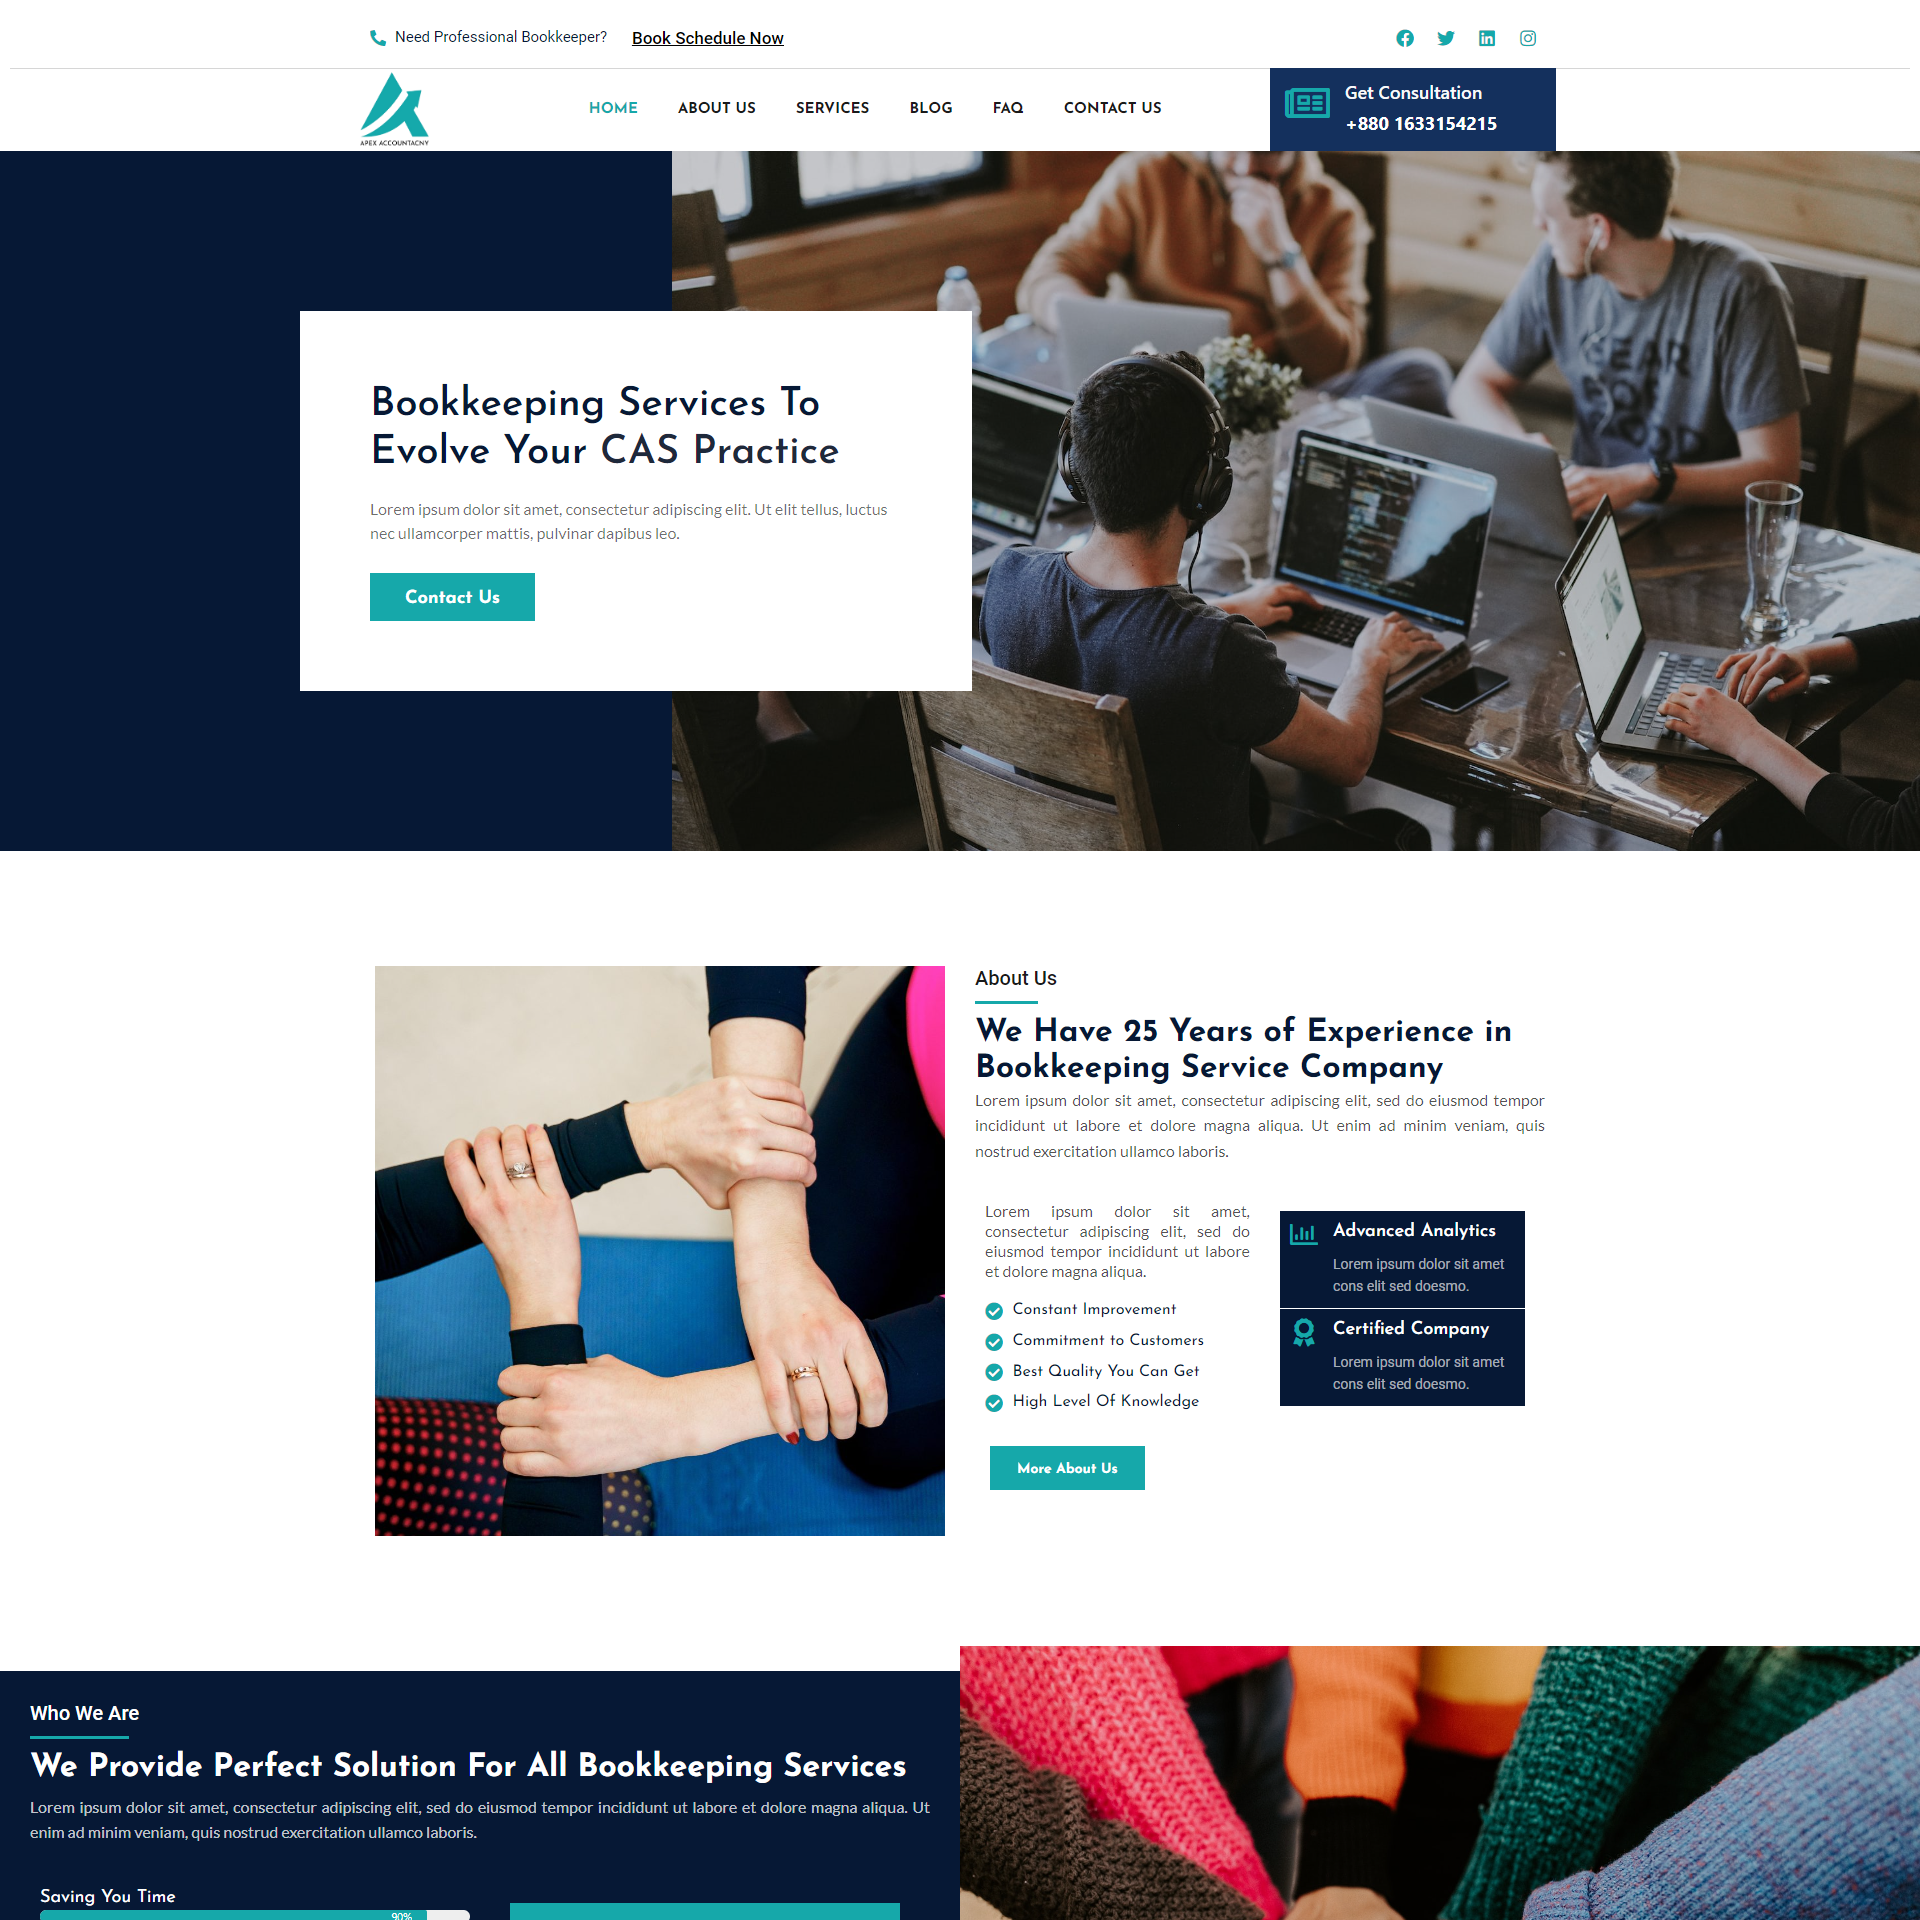 Need Professional Bookkeeper? Book Schedule Now
APEX ACCOUNTACNY
HOME ABOUT US SERVICES BLOG FAQ CONTACT US
Get Consultation
+880 1633154215
Bookkeeping Services To
Evolve Your CAS Practice
Lorem ipsum dolor sit amet, consectetur adipiscing elit. Ut elit tellus, luctus
nec ullamcorper mattis, pulvinar dapibus leo.
Contact Us
About Us
We Have 25 Years of Experience in
Bookkeeping Service Company
Lorem ipsum dolor sit amet, consectetur adipiscing elit, sed do eiusmod tempor
incididunt ut labore et dolore magna aliqua. Ut enim ad minim veniam, quis
nostrud exercitation ullamco laboris.
Lorem ipsum dolor sit amet,
consectetur adipiscing elit, sed do
eiusmod tempor incididunt ut labore
et dolore magna aliqua.
Constant Improvement
Commitment to Customers
Best Quality You Can Get
High Level Of Knowledge
More About Us
Advanced Analytics
Lorem ipsum dolor sit amet
cons elit sed doesmo.
Certified Company
Lorem ipsum dolor sit amet
cons elit sed doesmo.
Who We Are
We Provide Perfect Solution For All Bookkeeping Services
Lorem ipsum dolor sit amet, consectetur adipiscing elit, sed do eiusmod tempor incididunt ut labore et dolore magna aliqua. Ut
enim ad minim veniam, quis nostrud exercitation ullamco laboris.
Saving You Time
90%